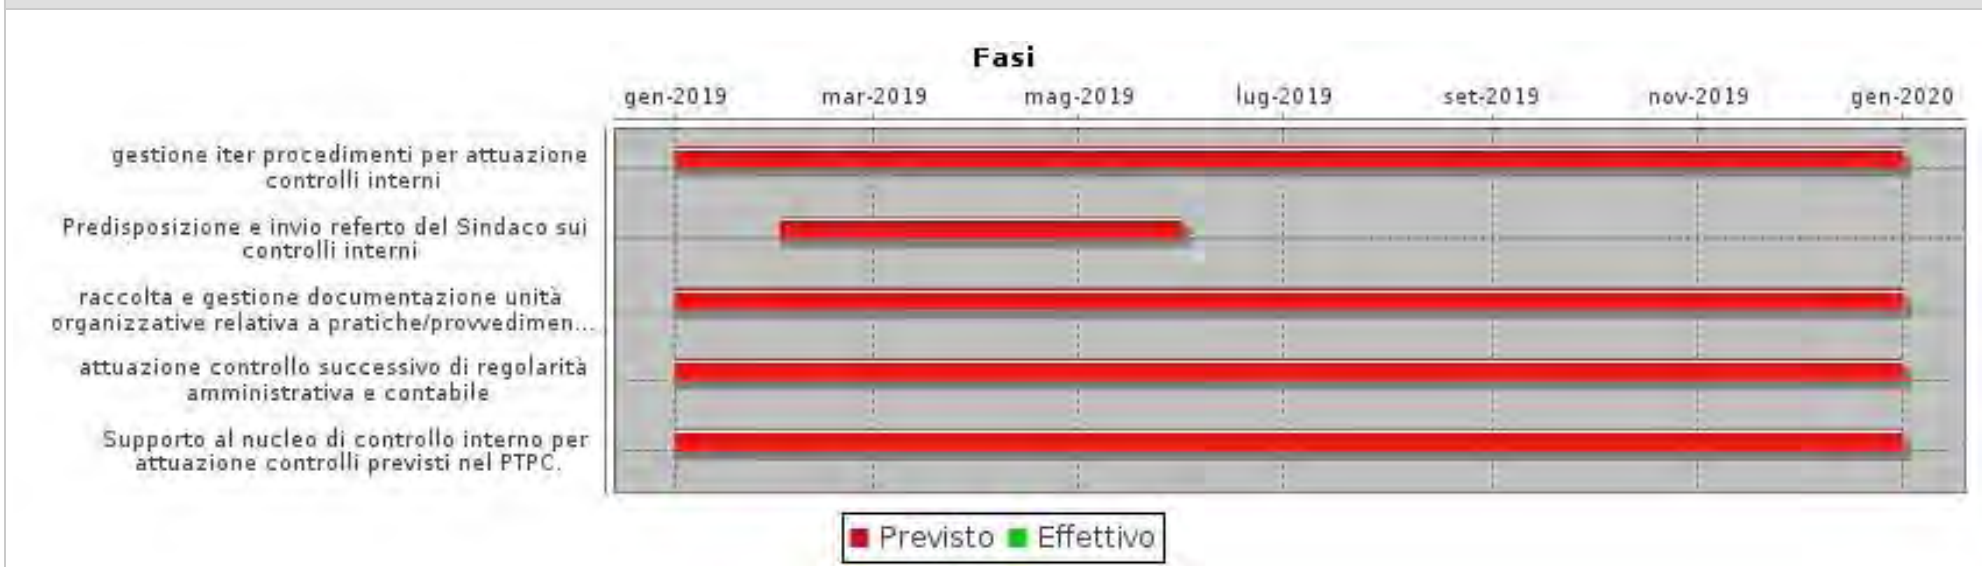 Fasi
gen-2019 mar-2019 mag-2019 lug-2019 set-2019 nov-2019 gen-2020
gestione iter procedimenti per attuazione
controlli interni
Predisposizione e invio referto del Sindaco sui
controlli interni
raccolta e gestione documentazione unità
organizzative relativa a pratiche/provvedimen...
attuazione controllo successivo di regolarità
amministrativa e contabile
Supporto al nucleo di controllo interno per
attuazione controlli previsti nel PTPC.
Previsto Effettivo